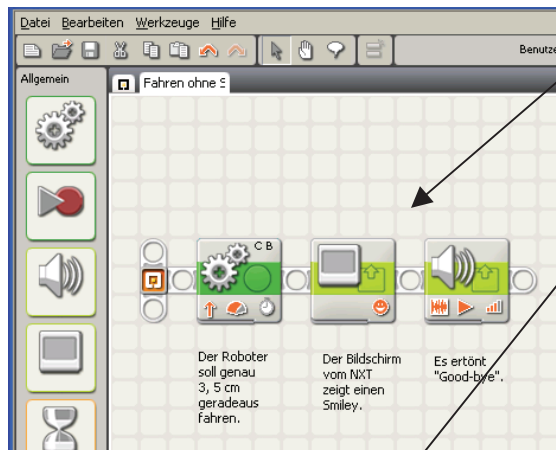 Datei Bearbeiten Werkzeuge Hilfe
Benutze
Allgemein
Fahren ohne S
C B
Der Roboter
soll genau
3, 5 cm
geradeaus
fahren.
Der Bildschirm
vom NXT
zeigt einen
Smiley.
Es ertönt
"Good-bye".